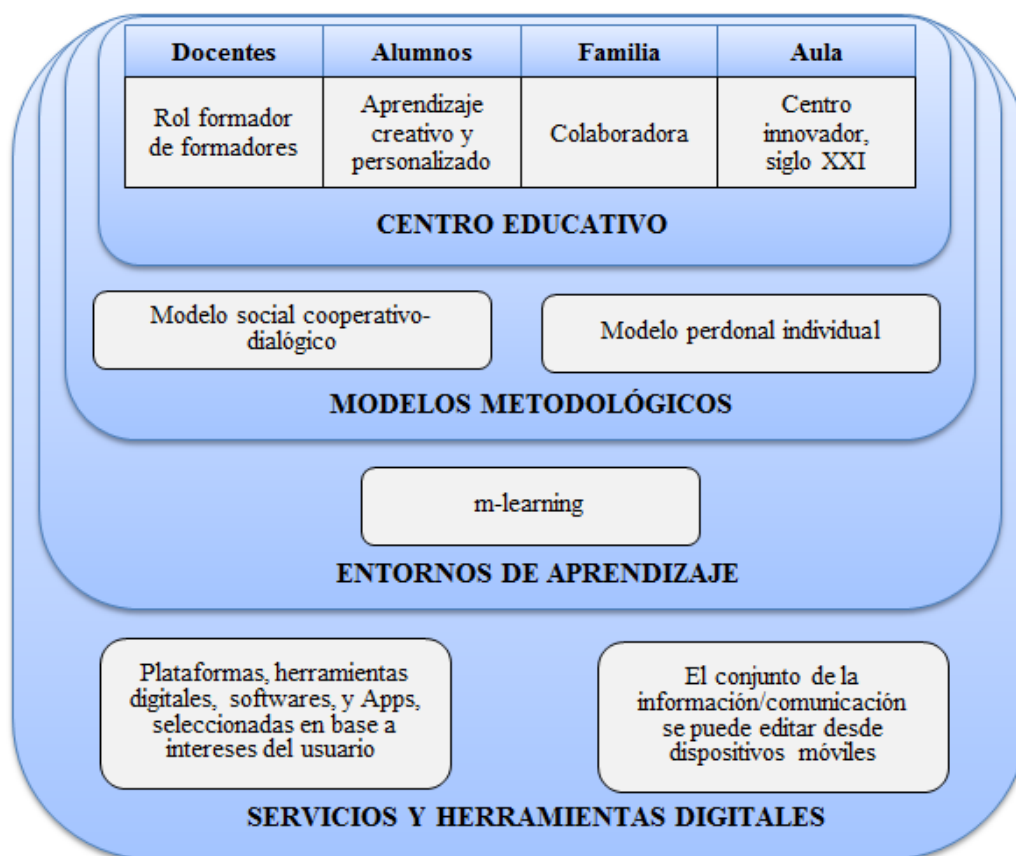 Docentes
Alumnos
Familia
Aula
Rol formador
de formadores
Aprendizaje
creativo y
personalizado
Colaboradora
Centro
innovador,
siglo XXI
CENTRO EDUCATIVO
Modelo social cooperativo-
dialógico
Modelo perdonal individual
MODELOS METODOLÓGICOS
m-learning
ENTORNOS DE APRENDIZAJE
Plataformas, herramientas
digitales, softwares, y Apps,
seleccionadas en base a
intereses del usuario
El conjunto de la
información/comunicación
se puede editar desde
dispositivos móviles
SERVICIOS Y HERRAMIENTAS DIGITALES